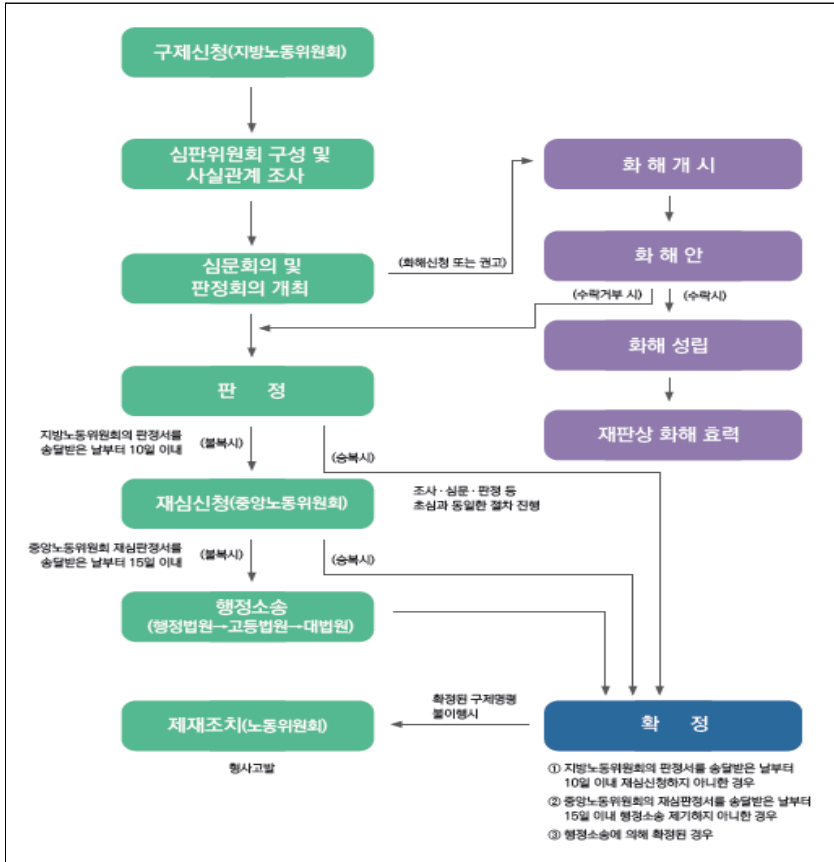 구제신청(지방노동위원회)
심판위원회 구성 및
사실관계 조사
화 해 개 시
심문회의 및
판정회의 개최
(화해신청 또는 권고)
화 해 안
(수락거부 시)
(수락시)
화해 성립
판 정
재판상 화해 효력
지방노동위원회의 판정서를
송달받은 날부터 10일 이내
(불복시)
(승복시)
재심신청(중앙노동위원회)
조사·심문·판정 등
초심과 동일한 절차 진행
중앙노동위원회 재심판정서를
송달받은 날부터 15일 이내
(불복시)
(승복시)
행정소송
(행정법원→고등법원→대법원)
확정된 구제명령
불이행시
제재조치(노동위원회)
확 정
형사고발
① 지방노동위원회의 판정서를 송달받은 날부터
10일 이내 재심신청하지 아니한 경우
② 중앙노동위원회의 재심판정서를 송달받은 날부터
15일 이내 행정소송 제기하지 아니한 경우
③ 행정소송에 의해 확정된 경우